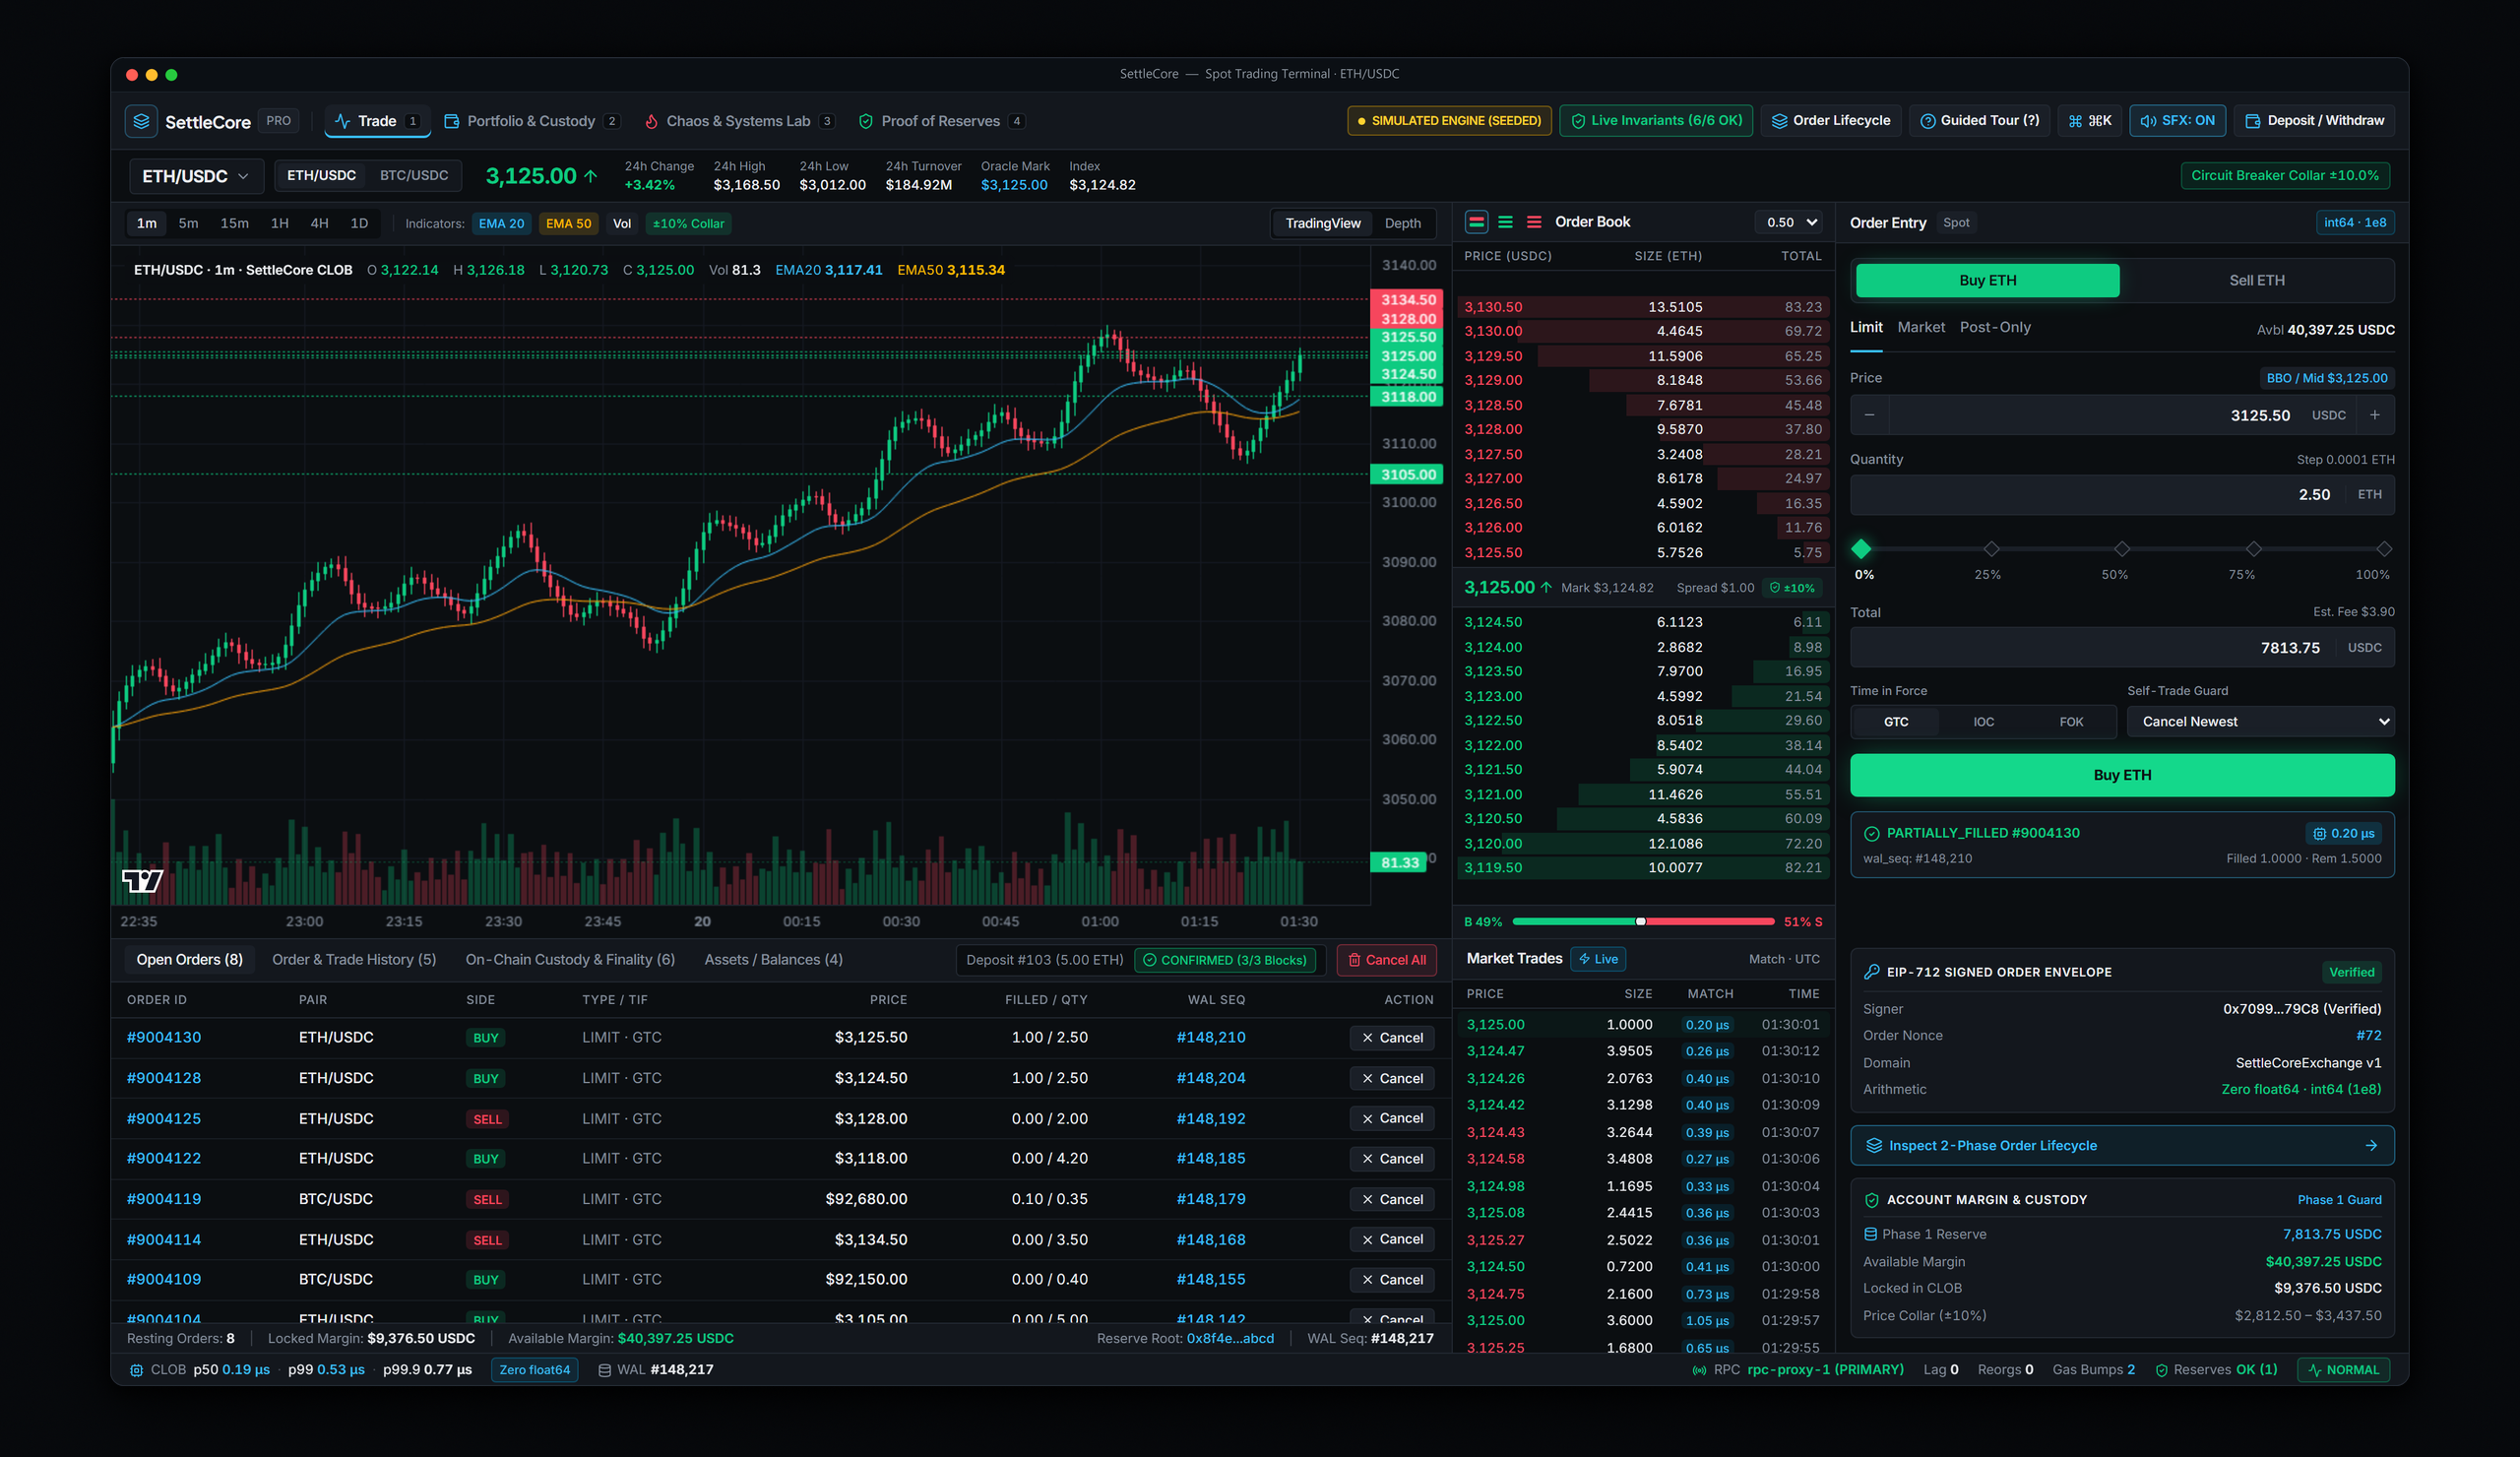 SettleCore — Spot Trading Terminal · ETH/USDC
SettleCore PRO Trade 1 Portfolio & Custody 2 Chaos & Systems Lab 3 Proof of Reserves 4 SIMULATED ENGINE (SEEDED) Live Invariants (6/6 OK) Order Lifecycle Guided Tour (?) ⌘ ⌘K SFX: ON Deposit / Withdraw
ETH/USDC ETH/USDC BTC/USDC 3,125.00 ↑
24h Change 24h High 24h Low 24h Turnover Oracle Mark Index
+3.42% $3,168.50 $3,012.00 $184.92M $3,125.00 $3,124.82
Circuit Breaker Collar ±10.0%
1m 5m 15m 1H 4H 1D Indicators: EMA 20 EMA 50 Vol ±10% Collar TradingView Depth
ETH/USDC · 1m · SettleCore CLOB O 3,122.14 H 3,126.18 L 3,120.73 C 3,125.00 Vol 81.3 EMA20 3,117.41 EMA50 3,115.34
3140.00
3134.50
3128.00
3125.50
3125.00
3124.50
3118.00
3110.00
3105.00
3100.00
3090.00
3080.00
3070.00
3060.00
3050.00
81.33
22:35 23:00 23:15 23:30 23:45 20 00:15 00:30 00:45 01:00 01:15 01:30
Order Book 0.50
PRICE (USDC) SIZE (ETH) TOTAL
3,130.50 13.5105 83.23
3,130.00 4.4645 69.72
3,129.50 11.5906 65.25
3,129.00 8.1848 53.66
3,128.50 7.6781 45.48
3,128.00 9.5870 37.80
3,127.50 3.2408 28.21
3,127.00 8.6178 24.97
3,126.50 4.5902 16.35
3,126.00 6.0162 11.76
3,125.50 5.7526 5.75
3,125.00 ↑ Mark $3,124.82 Spread $1.00 ±10%
3,124.50 6.1123 6.11
3,124.00 2.8682 8.98
3,123.50 7.9700 16.95
3,123.00 4.5992 21.54
3,122.50 8.0518 29.60
3,122.00 8.5402 38.14
3,121.50 5.9074 44.04
3,121.00 11.4626 55.51
3,120.50 4.5836 60.09
3,120.00 12.1086 72.20
3,119.50 10.0077 82.21
B 49% 51% S
Market Trades Live Match · UTC
PRICE SIZE MATCH TIME
3,125.00 1.0000 0.20 µs 01:30:01
3,124.47 3.9505 0.26 µs 01:30:12
3,124.26 2.0763 0.40 µs 01:30:10
3,124.42 3.1298 0.40 µs 01:30:09
3,124.43 3.2644 0.39 µs 01:30:07
3,124.58 3.4808 0.27 µs 01:30:06
3,124.98 1.1695 0.33 µs 01:30:04
3,125.08 2.4415 0.36 µs 01:30:03
3,125.27 2.5022 0.36 µs 01:30:01
3,124.50 0.7200 0.41 µs 01:30:00
3,124.75 2.1600 0.73 µs 01:29:58
3,125.00 3.6000 1.05 µs 01:29:57
3,125.25 1.6800 0.65 µs 01:29:55
Order Entry Spot int64 · 1e8
Buy ETH Sell ETH
Limit Market Post-Only Avbl 40,397.25 USDC
Price BBO / Mid $3,125.00
− 3125.50 USDC +
Quantity Step 0.0001 ETH
2.50 ETH
0% 25% 50% 75% 100%
Total Est. Fee $3.90
7813.75 USDC
Time in Force Self-Trade Guard
GTC IOC FOK Cancel Newest
Buy ETH
PARTIALLY_FILLED #9004130 0.20 µs
wal_seq: #148,210 Filled 1.0000 · Rem 1.5000
EIP-712 SIGNED ORDER ENVELOPE Verified
Signer 0x7099...79C8 (Verified)
Order Nonce #72
Domain SettleCoreExchange v1
Arithmetic Zero float64 · int64 (1e8)
Inspect 2-Phase Order Lifecycle →
ACCOUNT MARGIN & CUSTODY Phase 1 Guard
Phase 1 Reserve 7,813.75 USDC
Available Margin $40,397.25 USDC
Locked in CLOB $9,376.50 USDC
Price Collar (±10%) $2,812.50 – $3,437.50
Open Orders (8) Order & Trade History (5) On-Chain Custody & Finality (6) Assets / Balances (4) Deposit #103 (5.00 ETH) CONFIRMED (3/3 Blocks) Cancel All
ORDER ID PAIR SIDE TYPE / TIF PRICE FILLED / QTY WAL SEQ ACTION
#9004130 ETH/USDC BUY LIMIT · GTC $3,125.50 1.00 / 2.50 #148,210 Cancel
#9004128 ETH/USDC BUY LIMIT · GTC $3,124.50 1.00 / 2.50 #148,204 Cancel
#9004125 ETH/USDC SELL LIMIT · GTC $3,128.00 0.00 / 2.00 #148,192 Cancel
#9004122 ETH/USDC BUY LIMIT · GTC $3,118.00 0.00 / 4.20 #148,185 Cancel
#9004119 BTC/USDC SELL LIMIT · GTC $92,680.00 0.10 / 0.35 #148,179 Cancel
#9004114 ETH/USDC SELL LIMIT · GTC $3,134.50 0.00 / 3.50 #148,168 Cancel
#9004109 BTC/USDC BUY LIMIT · GTC $92,150.00 0.00 / 0.40 #148,155 Cancel
#9004104 ETH/USDC BUY LIMIT · GTC $3,105.00 0.00 / 5.00 #148,142 Cancel
Resting Orders: 8 Locked Margin: $9,376.50 USDC Available Margin: $40,397.25 USDC Reserve Root: 0x8f4e...abcd WAL Seq: #148,217
CLOB p50 0.19 µs · p99 0.53 µs · p99.9 0.77 µs Zero float64 WAL #148,217 RPC rpc-proxy-1 (PRIMARY) Lag 0 Reorgs 0 Gas Bumps 2 Reserves OK (1) NORMAL